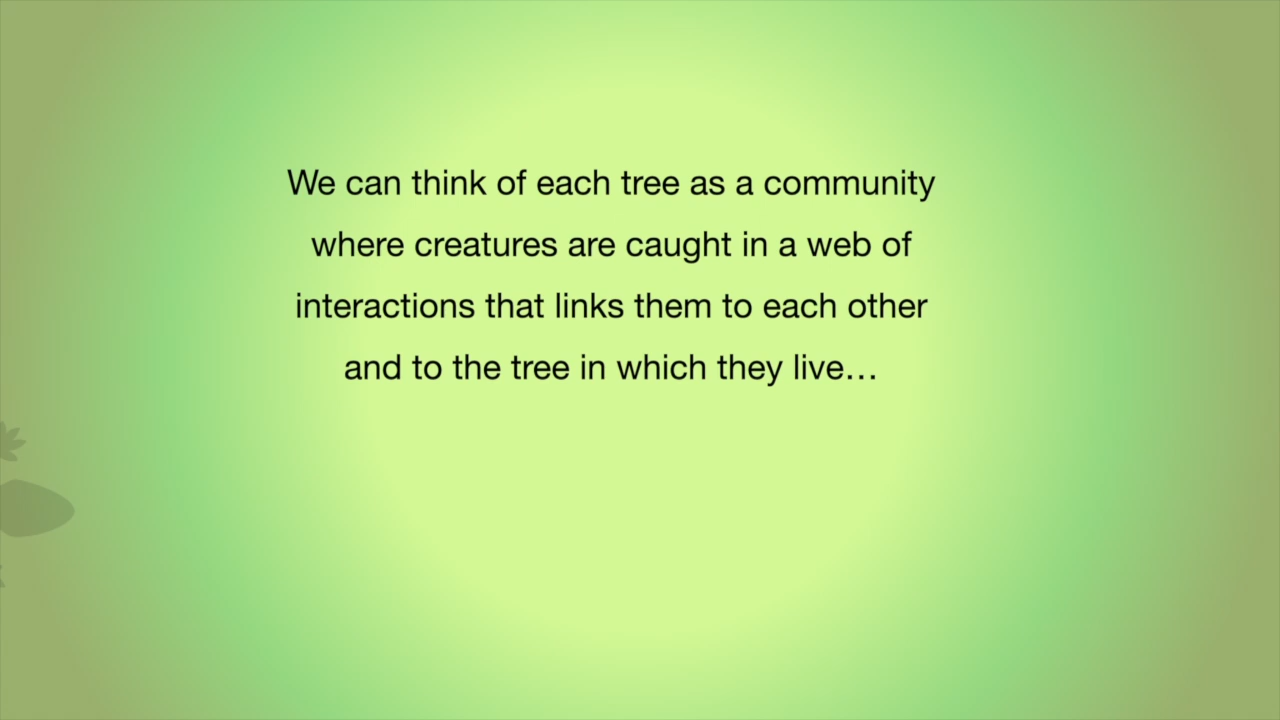 We can think of each tree as a community
where creatures are caught in a web of
interactions that links them to each other
and to the tree in which they live…